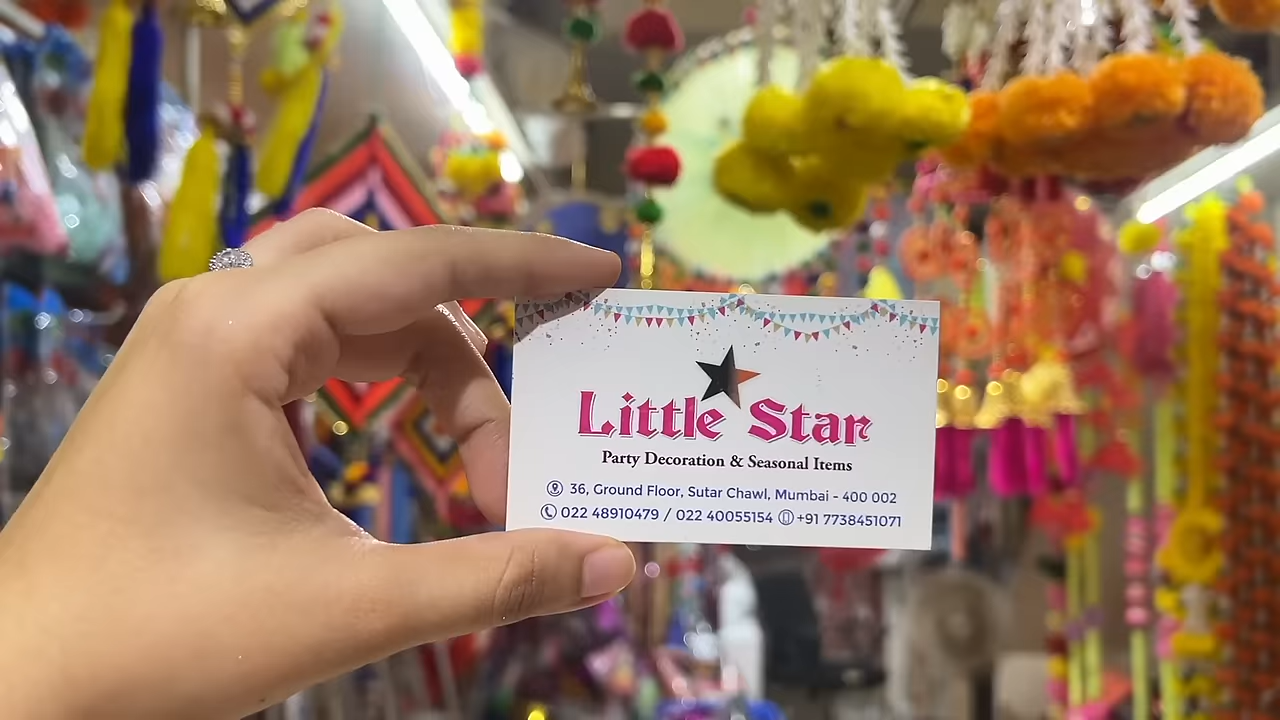 Little Star
Party Decoration & Seasonal Items
36, Ground Floor, Sutar Chawl, Mumbai - 400 002
022 48910479 / 022 40055154 +91 7738451071